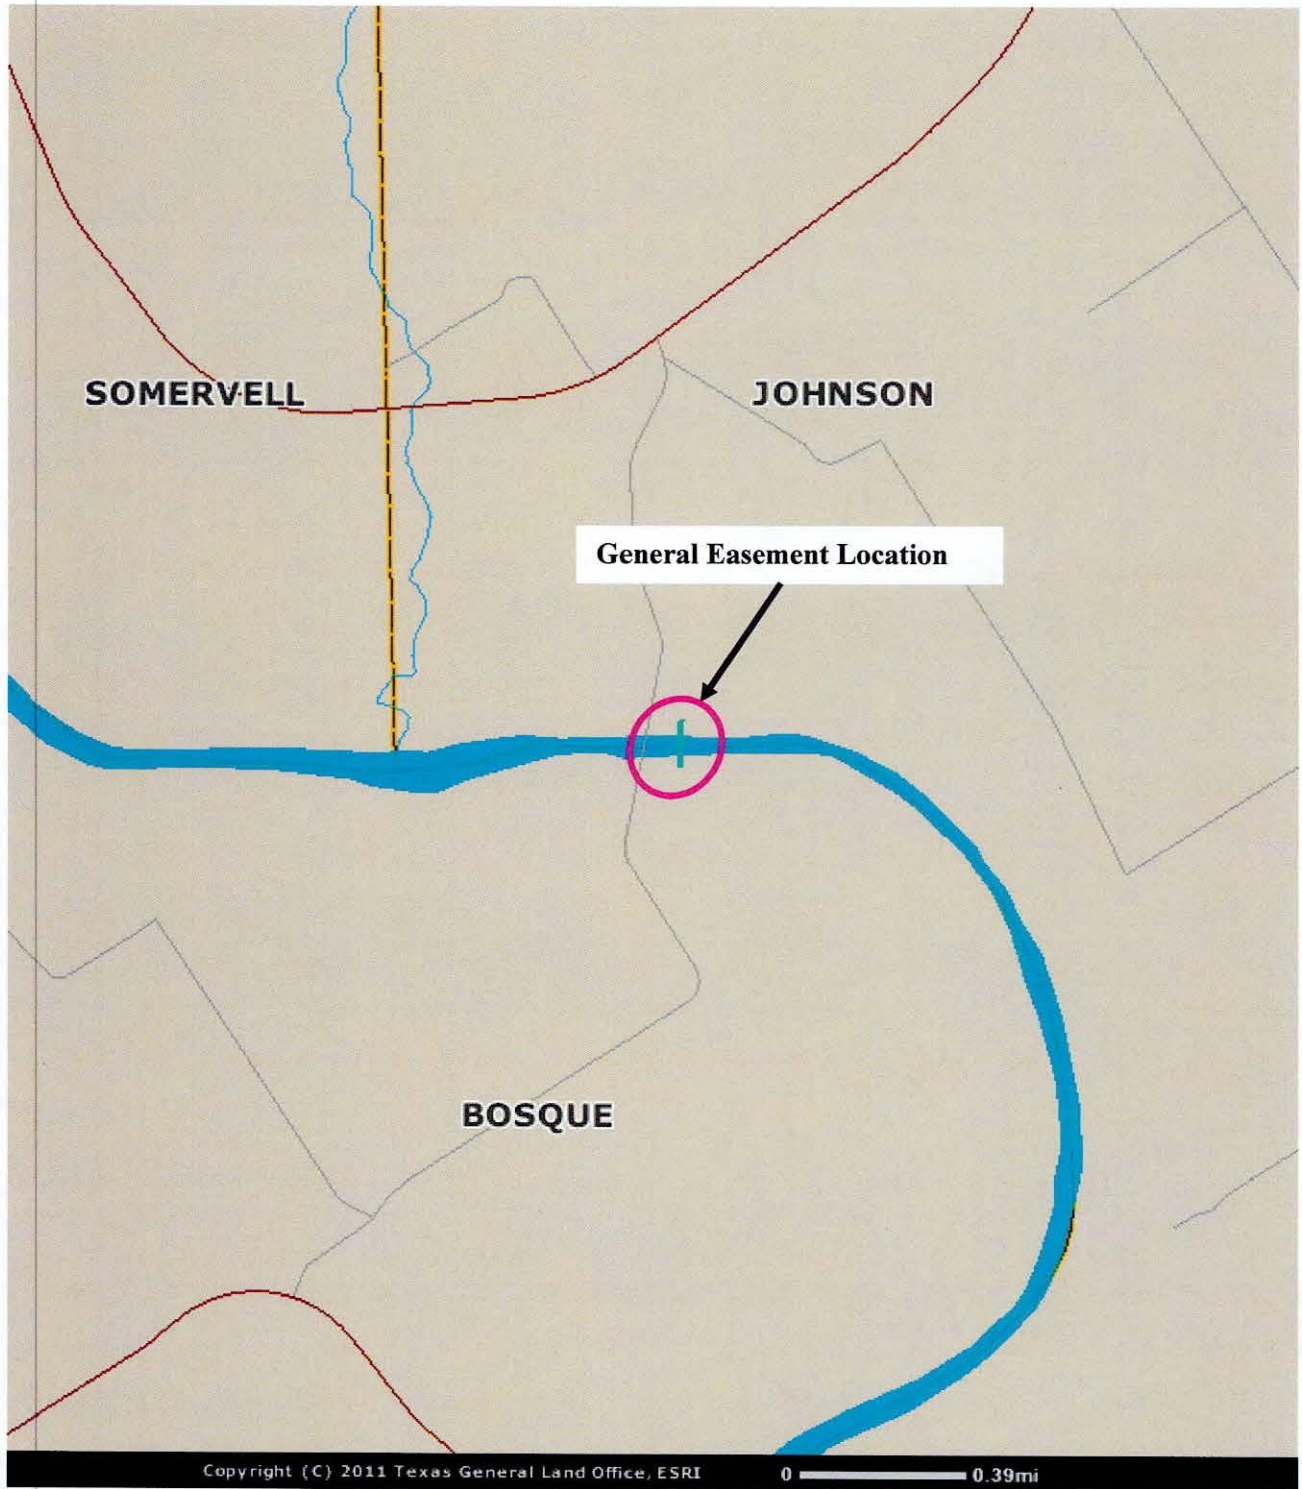 SOMERVELL
JOHNSON
General Easement Location
BOSQUE
Copyright (C) 2011 Texas General Land Office, ESRI 0 0.39mi